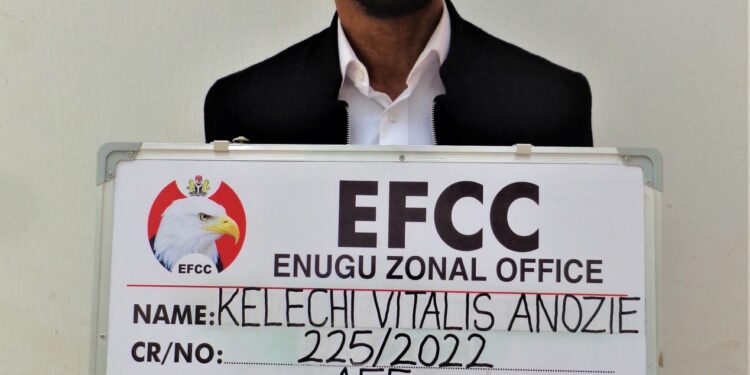 EFCC
EFCC
ENUGU ZONAL OFFICE
NAME: KELECHI VITALIS ANOZIE
CR/NO: 225/2022